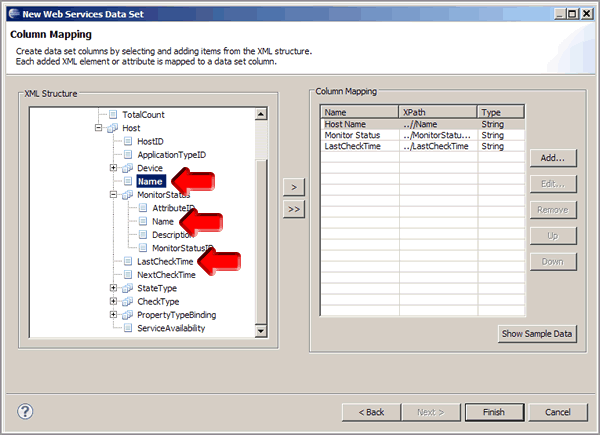 New Web Services Data Set
Column Mapping
Create data set columns by selecting and adding items from the XML structure.
Each added XML element or attribute is mapped to a data set column.
XML Structure
TotalCount
Host
HostID
ApplicationTypeID
Device
Name
MonitorStatus
AttributeID
Name
Description
MonitorStatusID
LastCheckTime
NextCheckTime
StateType
CheckType
PropertyTypeBinding
ServiceAvailability
>
>>
Column Mapping
Name XPath Type
Host Name ..//Name String
Monitor Status ../MonitorStatu... String
LastCheckTime ../LastCheckTime String
Add...
Edit...
Remove
Up
Down
Show Sample Data
?
< Back Next > Finish Cancel